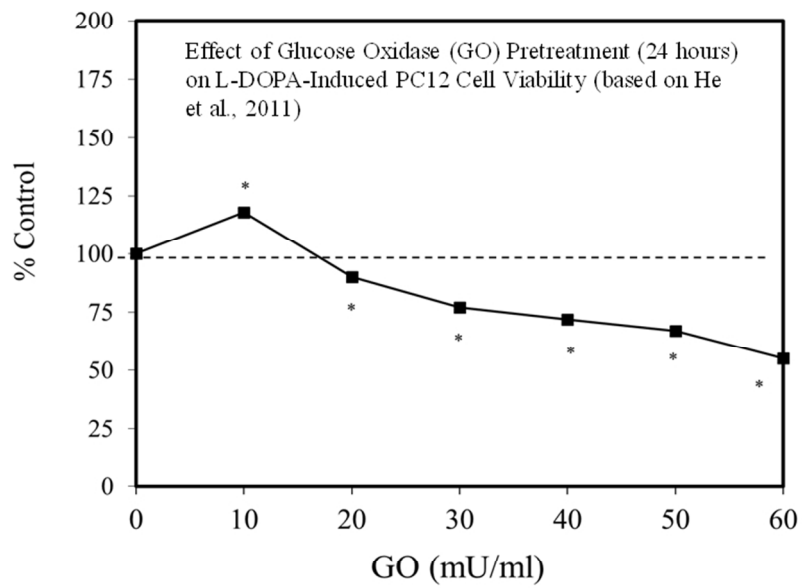 200
Effect of Glucose Oxidase (GO) Pretreatment (24 hours)
on L-DOPA-Induced PC12 Cell Viability (based on He
et al., 2011)
175
150
125
100
75
50
25
0
% Control
*
*
*
*
*
*
0 10 20 30 40 50 60
GO (mU/ml)